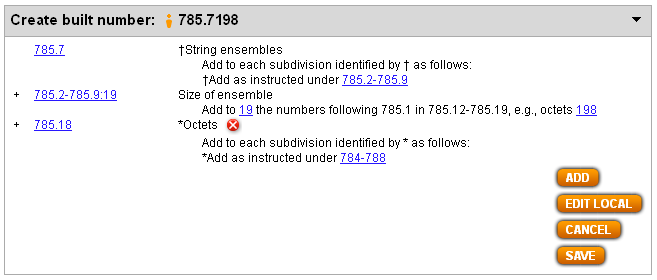 Create built number: 785.7198
785.7 †String ensembles
Add to each subdivision identified by † as follows:
†Add as instructed under 785.2-785.9
+ 785.2-785.9:19 Size of ensemble
Add to 19 the numbers following 785.1 in 785.12-785.19, e.g., octets 198
+ 785.18 *Octets
Add to each subdivision identified by * as follows:
*Add as instructed under 784-788
ADD
EDIT LOCAL
CANCEL
SAVE